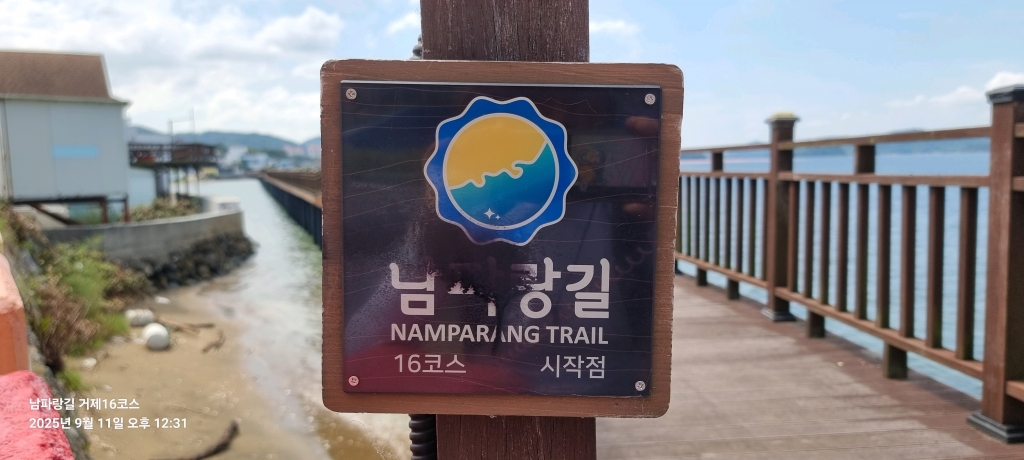 남파랑길
NAMPARANG TRAIL
16코스 시작점
남파랑길 거제16코스
2025년 9월 11일 오후 12:31